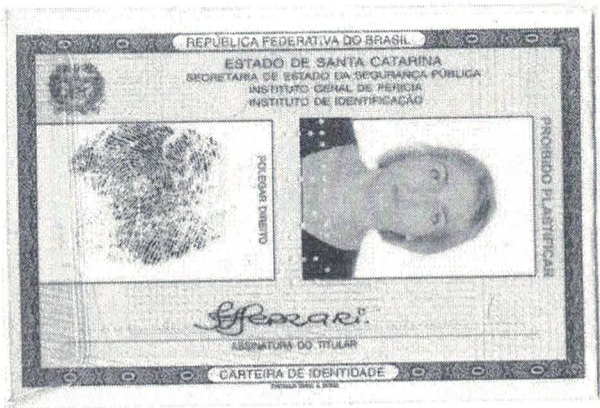 REPÚBLICA FEDERATIVA DO BRASIL
ESTADO DE SANTA CATARINA
SECRETARIA DE ESTADO DA SEGURANÇA PÚBLICA
INSTITUTO GERAL DE PERÍCIA
INSTITUTO DE IDENTIFICAÇÃO
POLEGAR DIREITO
PROIBIDO PLASTIFICAR
ASSINATURA DO TITULAR
CARTEIRA DE IDENTIDADE